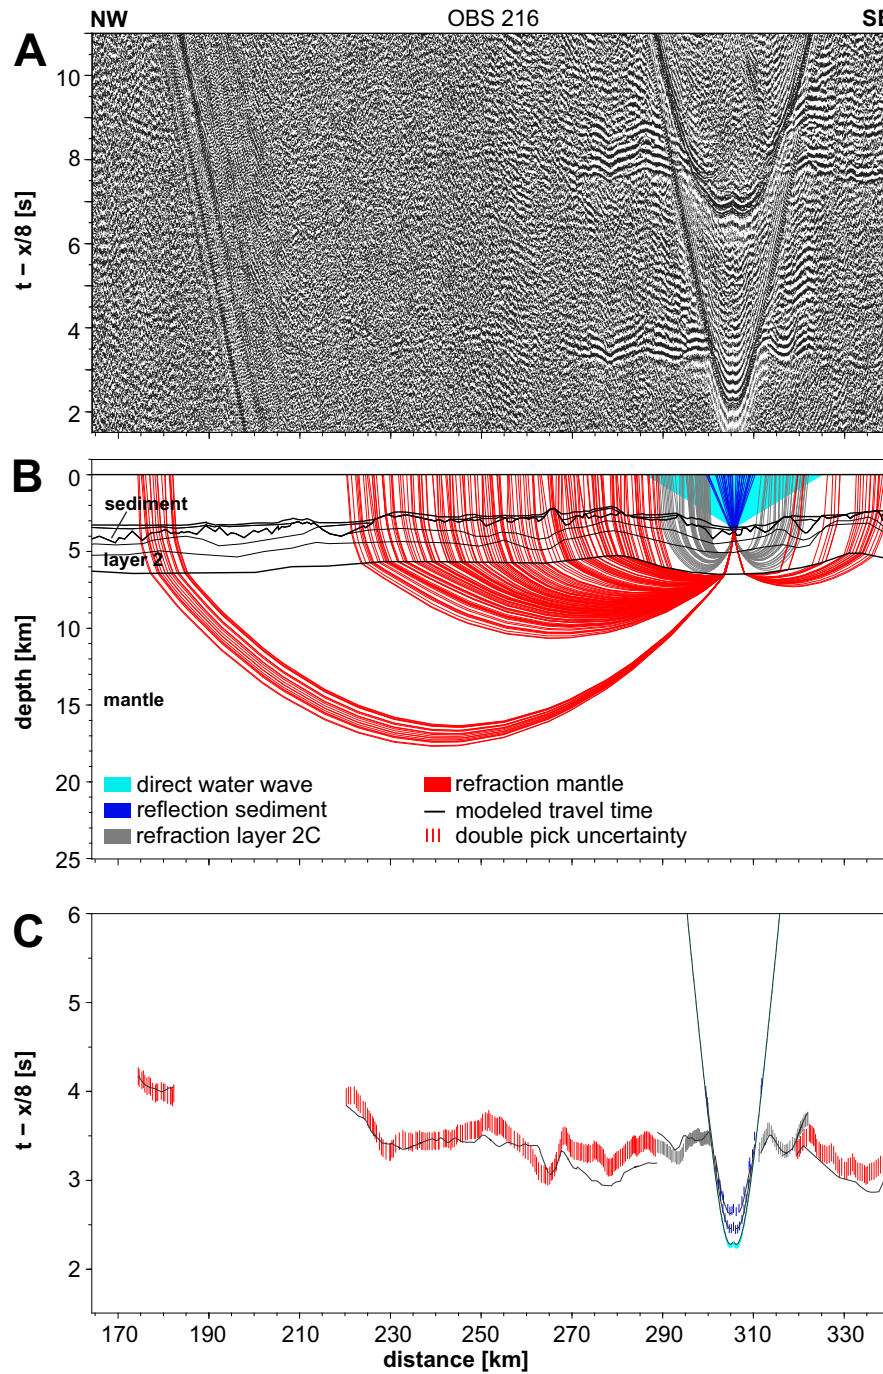 NW OBS 216 SE
A
10
8
6
4
2
t − x/8 [s]
B
0
5
10
15
20
25
depth [km]
sediment
layer 2
mantle
direct water wave
reflection sediment
refraction layer 2C
refraction mantle
modeled travel time
double pick uncertainty
C
6
5
4
3
2
t − x/8 [s]
170 190 210 230 250 270 290 310 330
distance [km]